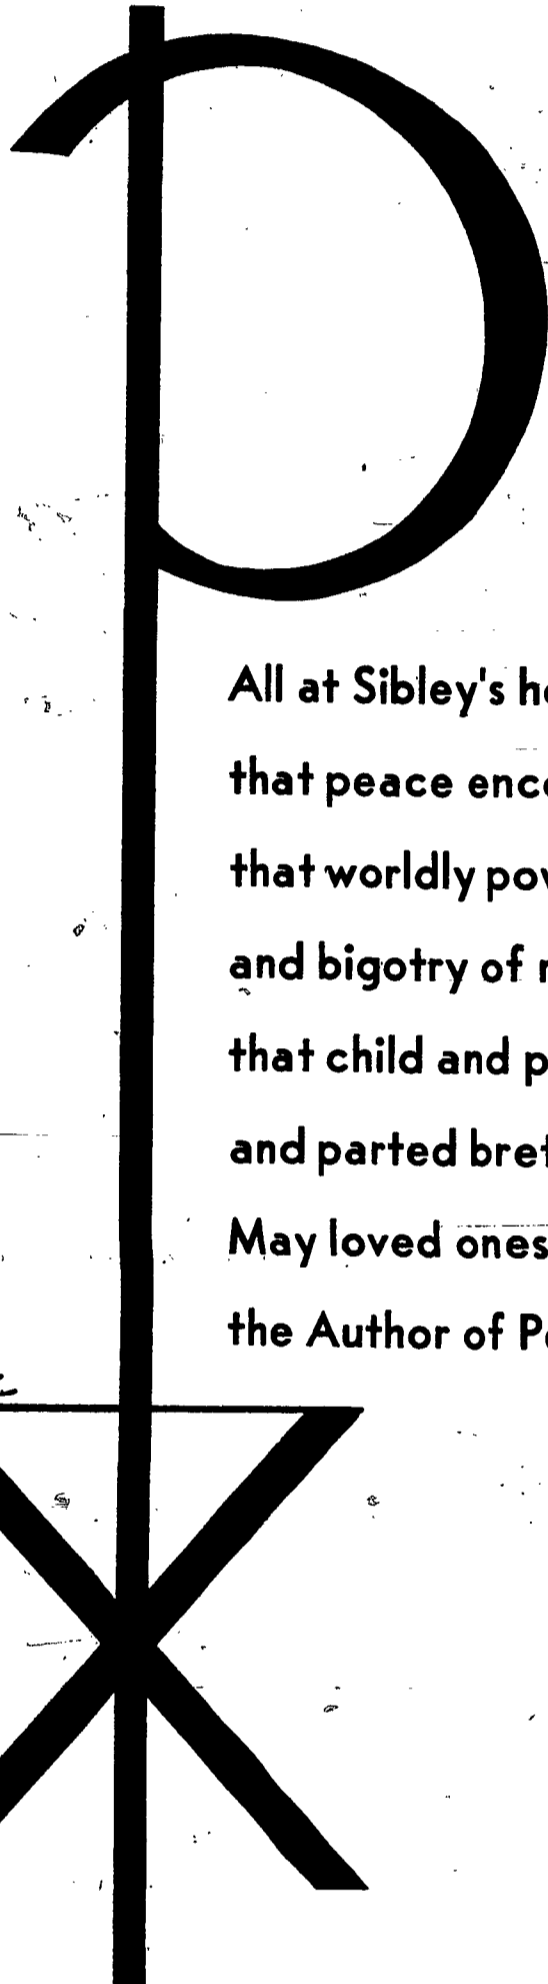 All at Sibley's
that peace
that worldly
and bigotry of
that child and
and parted
May loved ones
the Author of